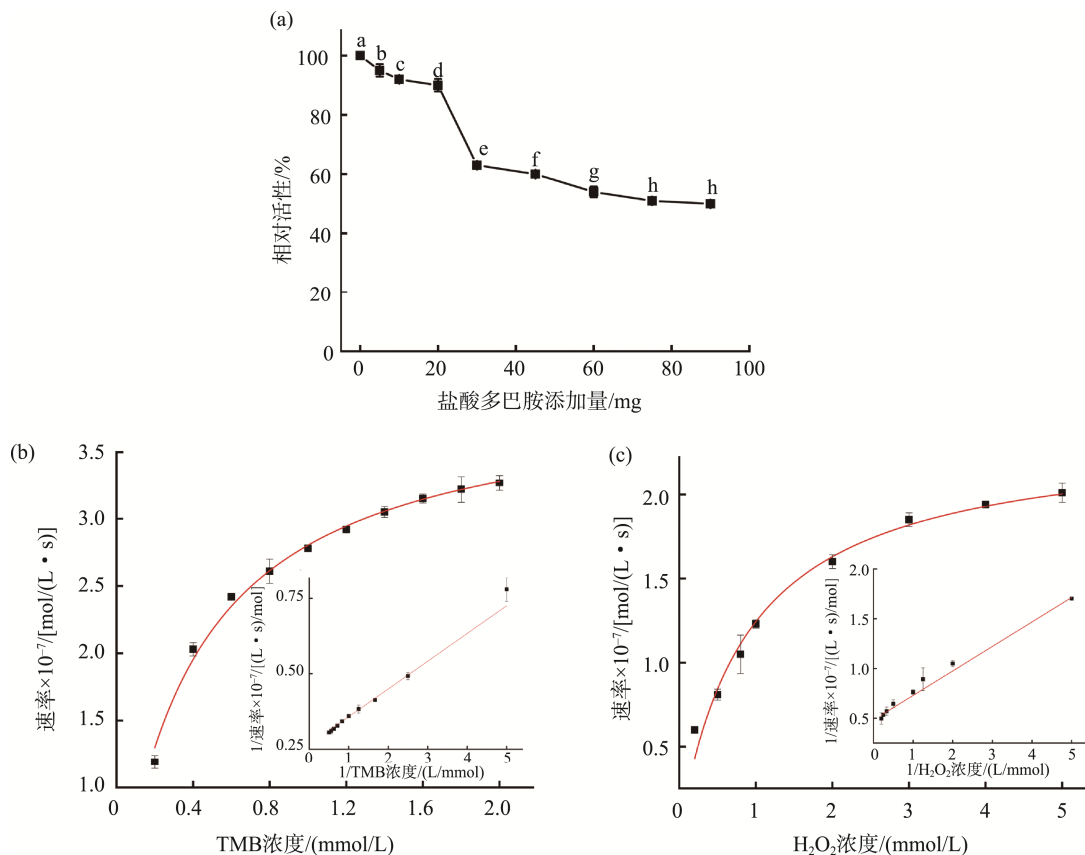 (a)
a
b
c
d
e
f
g
h
h
100
80
60
40
20
0
相对活性/%
0 20 40 60 80 100
盐酸多巴胺添加量/mg
(b)
3.5
3.0
2.5
2.0
1.5
1.0
速率×10⁻⁷/[mol/(L・s)]
0 0.4 0.8 1.2 1.6 2.0
TMB浓度/(mmol/L)
0.75
0.50
0.25
1/速率×10⁻⁷/[(L・s)/mol]
0 1 2 3 4 5
1/TMB浓度/(L/mmol)
(c)
2.0
1.5
1.0
0.5
速率×10⁻⁷/[mol/(L・s)]
0 1 2 3 4 5
H₂O₂浓度/(mmol/L)
2.0
1.5
1.0
0.5
1/速率×10⁻⁷/[(L・s)/mol]
0 1 2 3 4 5
1/H₂O₂浓度/(L/mmol)